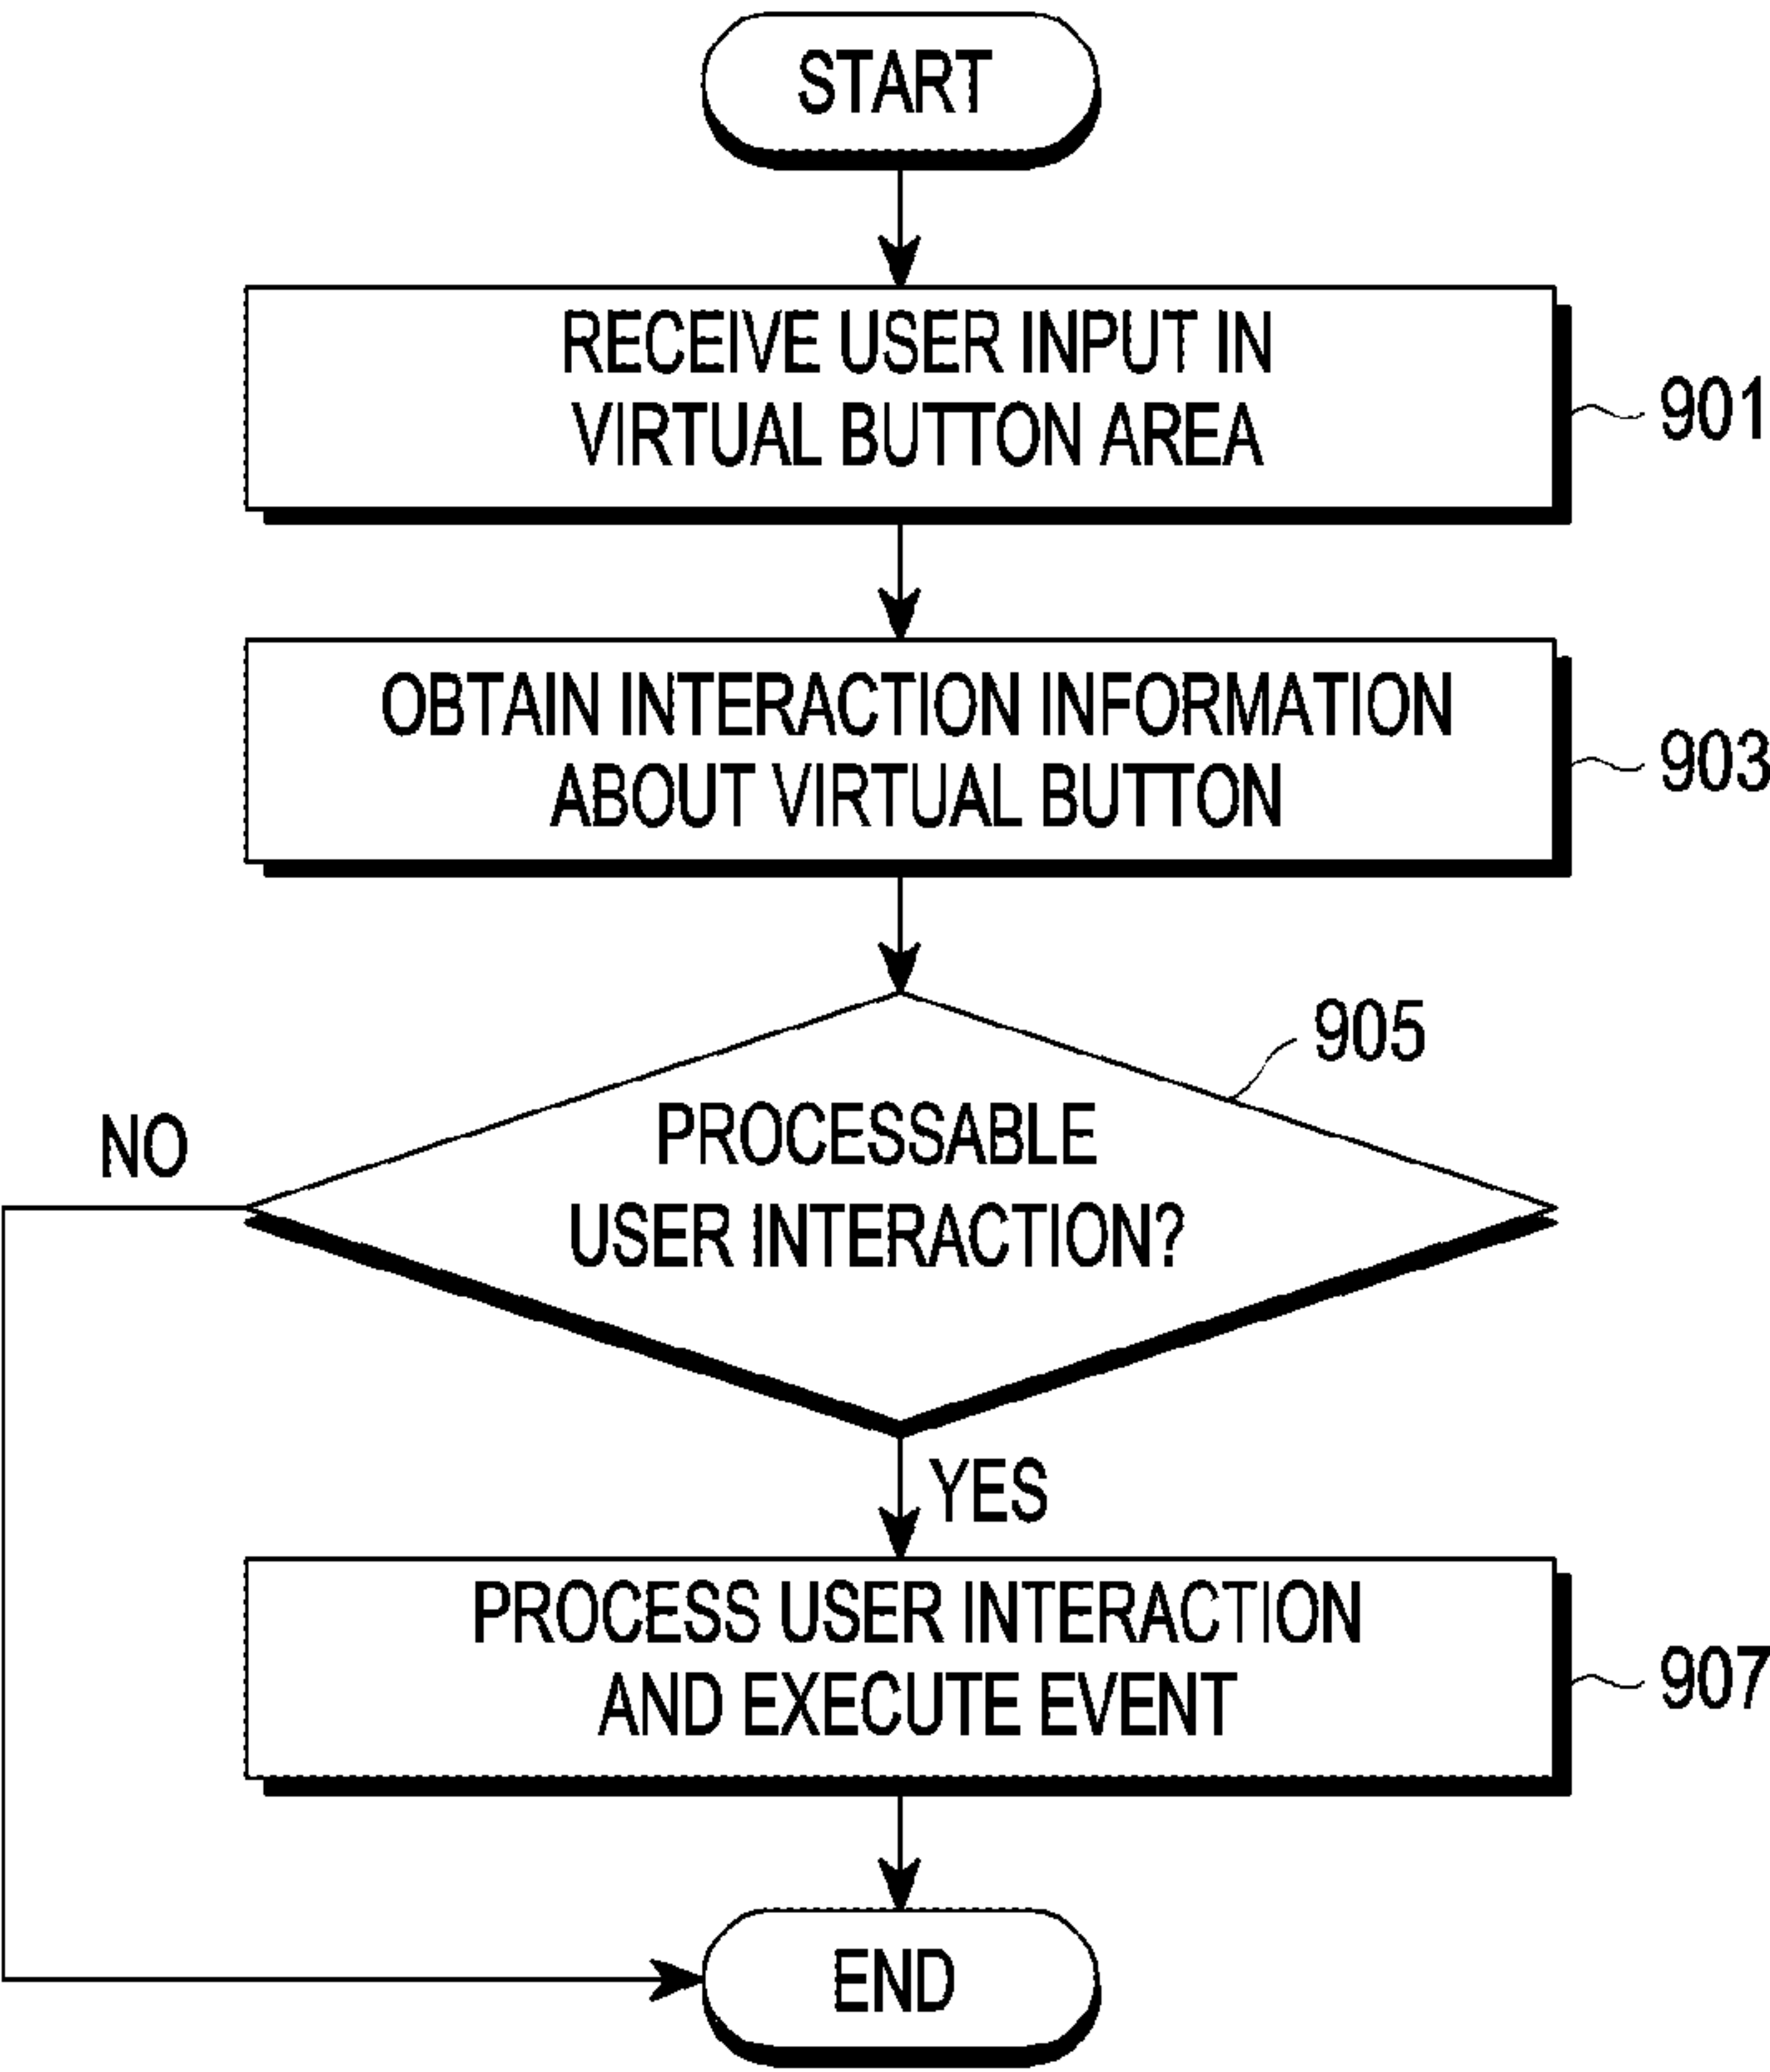 START
RECEIVE USER INPUT IN
VIRTUAL BUTTON AREA
901
OBTAIN INTERACTION INFORMATION
ABOUT VIRTUAL BUTTON
903
905
NO
PROCESSABLE
USER INTERACTION?
YES
PROCESS USER INTERACTION
AND EXECUTE EVENT
907
END